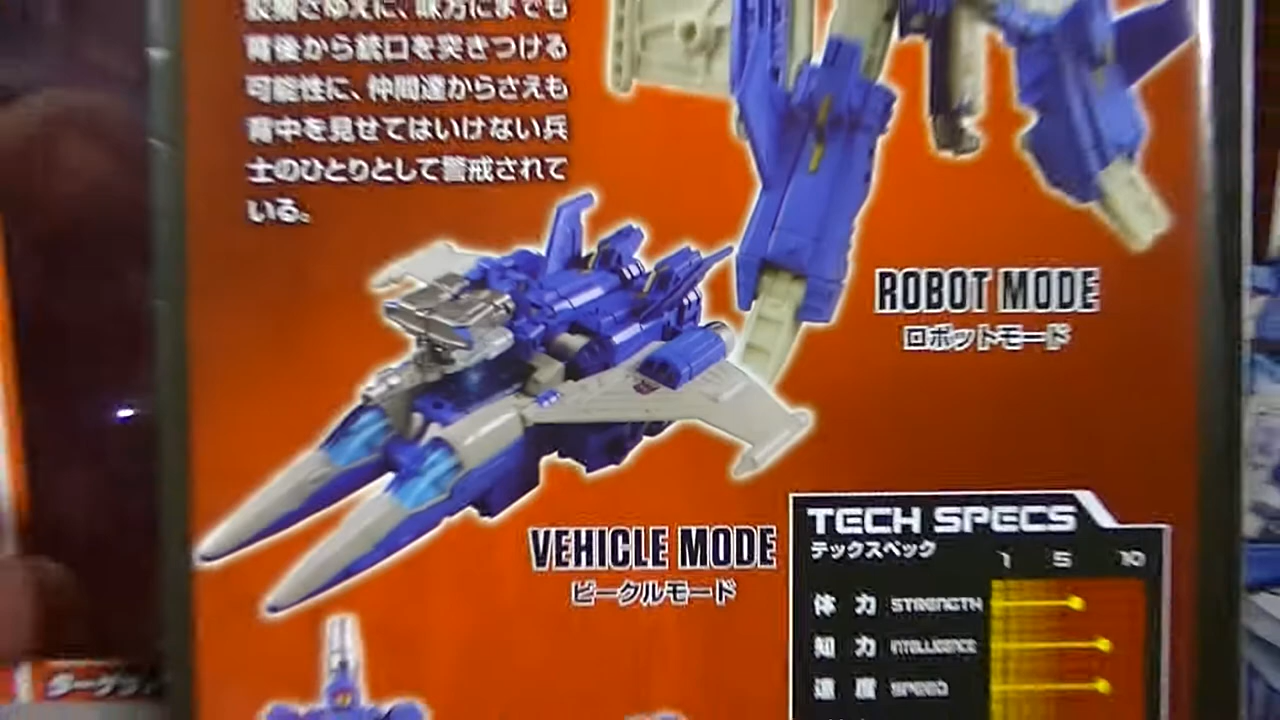 背後から銃口を突きつける
可能性に、仲間達からさえも
背中を見せてはいけない兵
士のひとりとして警戒されて
いる。
ROBOT MODE
ロボットモード
VEHICLE MODE
ビークルモード
TECH SPECS
テックスペック
1 5 10
体力 STRENGTH
知力 INTELLIGENCE
速度 SPEED
ターゲッ